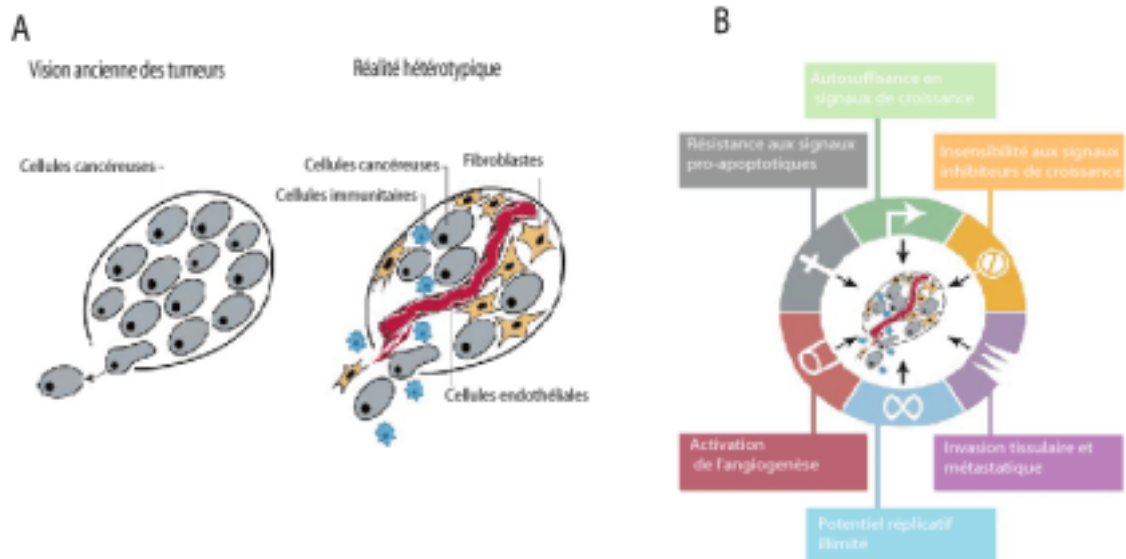 A
Vision ancienne des tumeurs
Réalité hétérotypique
Cellules cancéreuses
Cellules cancéreuses
Fibroblastes
Cellules immunitaires
Cellules endothéliales
B
Autosuffisance en
signaux de croissance
Résistance aux signaux
pro-apoptotiques
Insensibilité aux signaux
inhibiteurs de croissance
Activation
de l'angiogenèse
Invasion tissulaire et
métastatique
Potentiel réplicatif
illimité